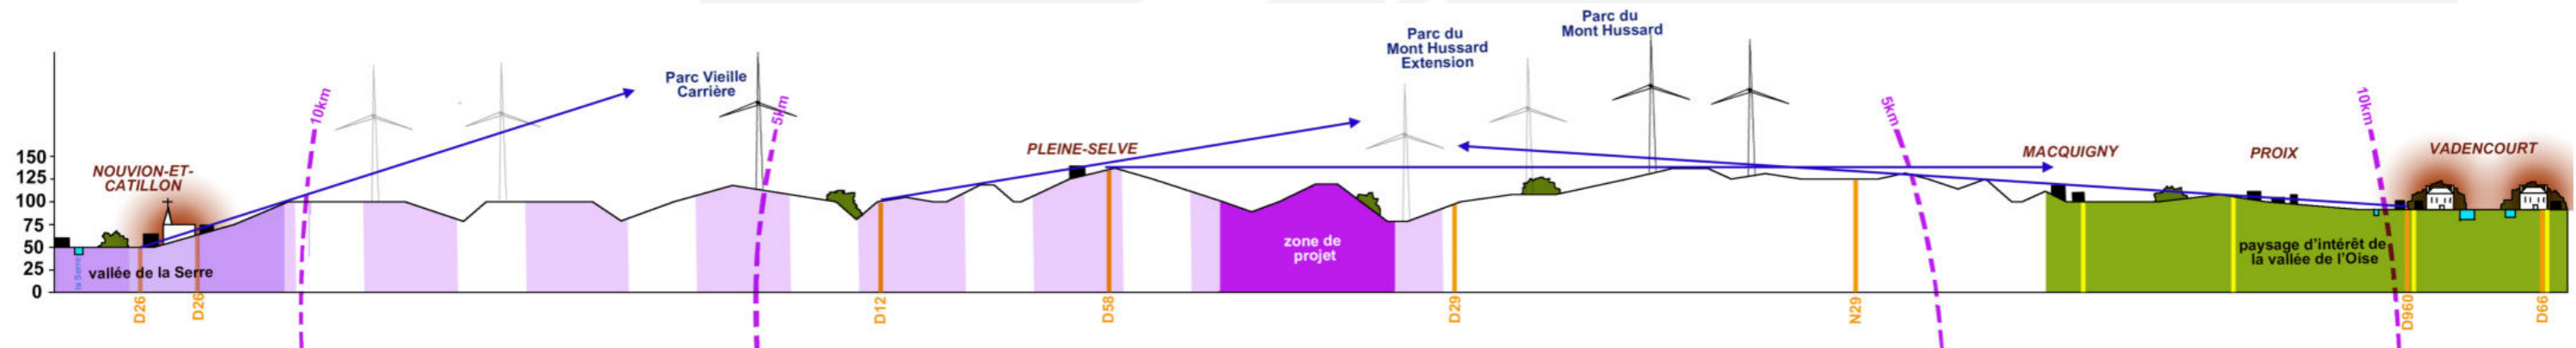 Parc du
Mont Hussard
Parc du
Mont Hussard
Extension
Parc Vieille
Carrière
10km
5km
5km
10km
150
125
100
75
50
25
0
NOUVION-ET-
CATILLON
PLEINE-SELVE
MACQUIGNY
PROIX
VADENCOURT
la Serre
vallée de la Serre
zone de
projet
paysage d'intérêt de
la vallée de l'Oise
D26
D26
D12
D58
D29
N29
D960
D66